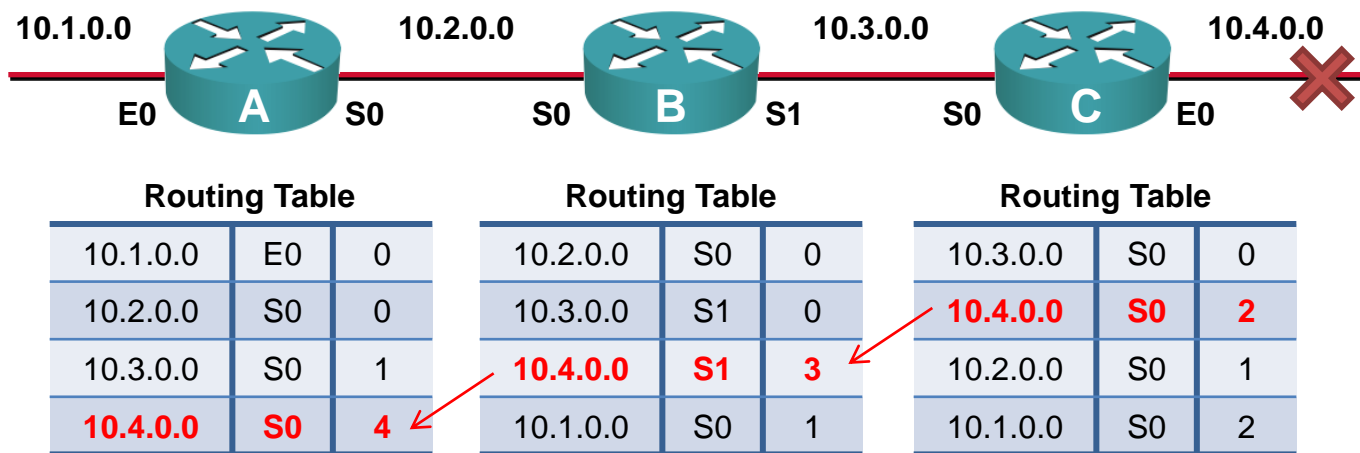 10.1.0.0 10.2.0.0 10.3.0.0 10.4.0.0
A B C
E0 S0 S0 S1 S0 E0
Routing Table Routing Table Routing Table
10.1.0.0 E0 0 10.2.0.0 S0 0 10.3.0.0 S0 0
10.2.0.0 S0 0 10.3.0.0 S1 0 10.4.0.0 S0 2
10.3.0.0 S0 1 10.4.0.0 S1 3 10.2.0.0 S0 1
10.4.0.0 S0 4 10.1.0.0 S0 1 10.1.0.0 S0 2